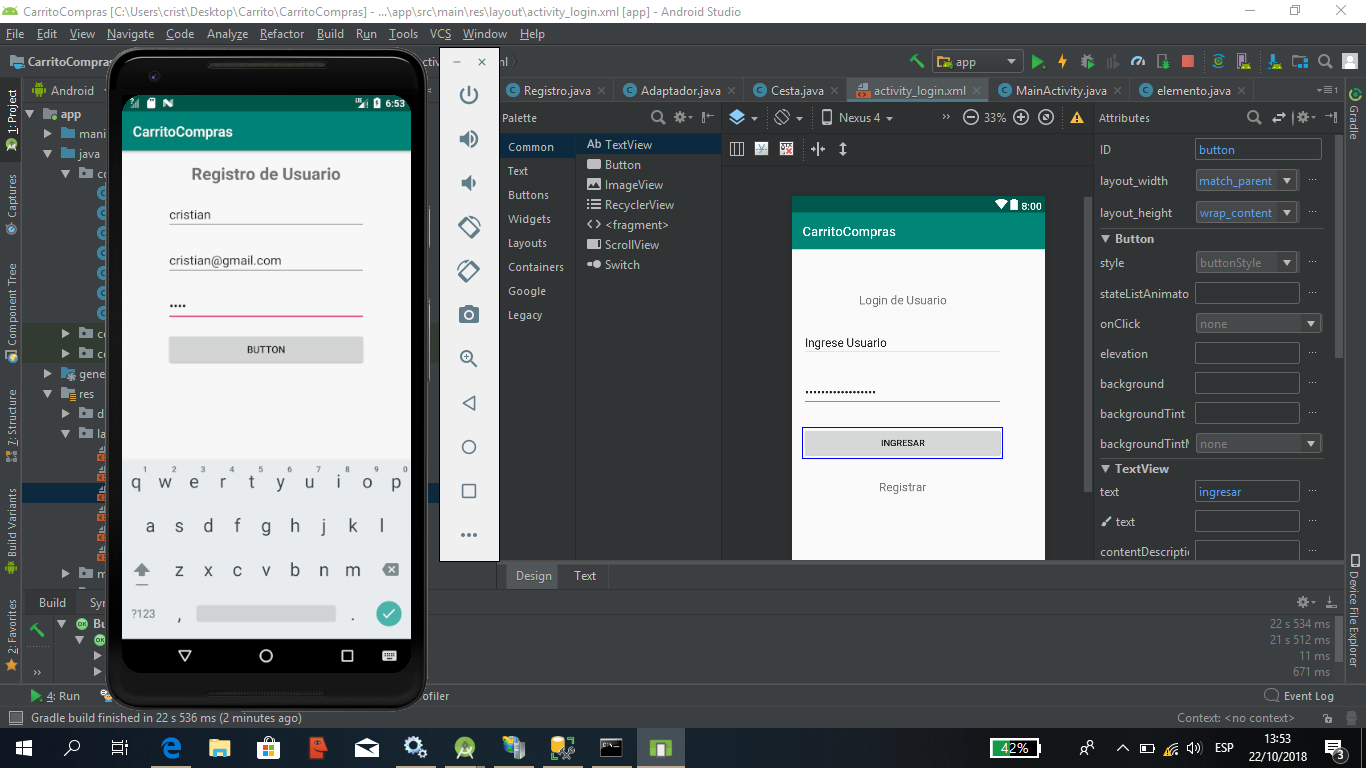 CarritoCompras [C:\Users\crist\Desktop\Carrito\CarritoCompras] - ...\app\src\main\res\layout\activity_login.xml [app] - Android Studio
File Edit View Navigate Code Analyze Refactor Build Run Tools VCS Window Help
CarritoCompras
app
Android
Registro.java
Adaptador.java
Cesta.java
activity_login.xml
MainActivity.java
elemento.java
1: Project
Captures
Component Tree
7: Structure
Build Variants
2: Favorites
app
mani
java
gene
res
Build
6:53
CarritoCompras
Registro de Usuario
cristian
cristian@gmail.com
••••
BUTTON
1 2 3 4 5 6 7 8 9 0
q w e r t y u i o p
a s d f g h j k l
z x c v b n m
?123 , .
Palette
Common
Text
Buttons
Widgets
Layouts
Containers
Google
Legacy
Ab TextView
Button
ImageView
RecyclerView
<> <fragment>
ScrollView
Switch
Nexus 4
33%
8:00
CarritoCompras
Login de Usuario
Ingrese Usuario
••••••••••••••••••
INGRESAR
Registrar
Design Text
Attributes
ID button
layout_width match_parent
layout_height wrap_content
Button
style buttonStyle
stateListAnimato
onClick none
elevation
background
backgroundTint
backgroundTintM none
TextView
text ingresar
text
contentDescripti
Gradle
Device File Explorer
22 s 534 ms
21 s 512 ms
11 ms
671 ms
4: Run
ofiler
Event Log
Gradle build finished in 22 s 536 ms (2 minutes ago)
Context: <no context>
42%
ESP
13:53
22/10/2018
3